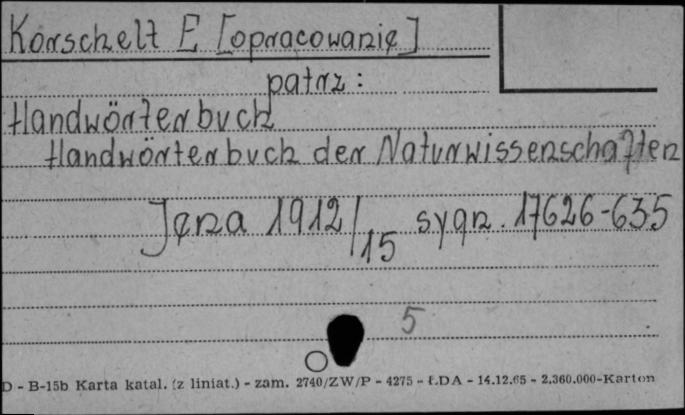 Korschelt E [opracowanie]
patrz:
Handwörterbuch
Handwörterbuch der Naturwissenschaften
Jena 1912/15 sygn. 17626-635
5
D - B-15b Karta katal. (z liniat.) - zam. 2740/ZW/P - 4275 - ŁDA - 14.12.65 - 2.360.000-Karton